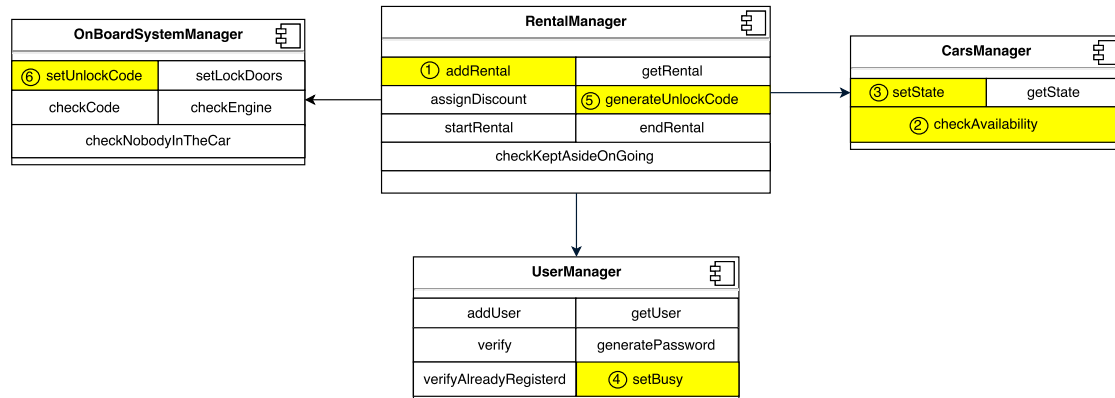 OnBoardSystemManager
⑥ setUnlockCode setLockDoors
checkCode checkEngine
checkNobodyInTheCar
RentalManager
① addRental getRental
assignDiscount ⑤ generateUnlockCode
startRental endRental
checkKeptAsideOnGoing
CarsManager
③ setState getState
② checkAvailability
UserManager
addUser getUser
verify generatePassword
verifyAlreadyRegisterd ④ setBusy